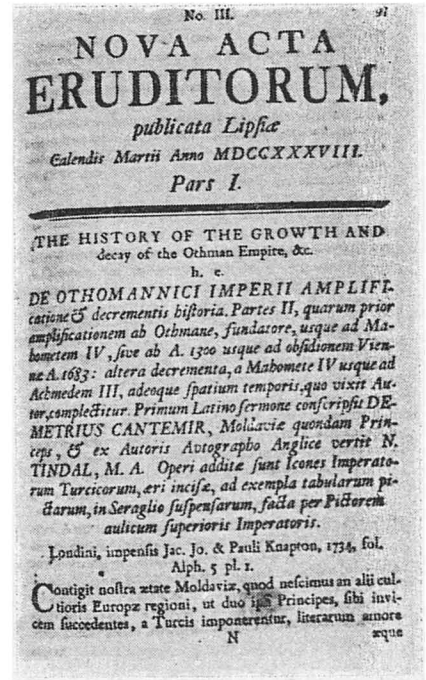 No. III. 91
NOVA ACTA
ERUDITORUM,
publicata Lipsiæ
Calendis Martii Anno MDCCXXXVIII.
Pars I.
THE HISTORY OF THE GROWTH AND
decay of the Othman Empire, &c.
h. e.
DE OTHOMANNICI IMPERII AMPLIFI-
catione & decrementis historia. Partes II, quarum prior
amplificationem ab Othmane, fundatore, usque ad Ma-
hometem IV, sive ab A. 1300 usque ad obsidionem Vien-
næ A. 1683: altera decrementa, a Mahomete IV usque ad
Achmedem III, adeoque spatium temporis, quo vixit Au-
tor, complectitur. Primum Latino sermone conscripsit DE-
METRIUS CANTEMIR, Moldaviæ quondam Prin-
ceps, & ex Autoris Avtographo Anglice vertit N.
TINDAL, M. A. Operi additæ sunt Icones Imperato-
rum Turcicorum, æri incisæ, ad exempla tabularum pi-
ctarum, in Seraglio suspensarum, facta per Pictorem
aulicum superioris Imperatoris.
Londini, impensis Jac. Jo. & Pauli Knapton, 1734, fol.
Alph. 5 pl. 1.
Contigit nostra ætate Moldaviæ, quod nescimus an alii cul-
tioris Europæ regioni, ut duo ipsi Principes, sibi invi-
cem succedentes, a Turcis imponerentur, literarum amore
N æque